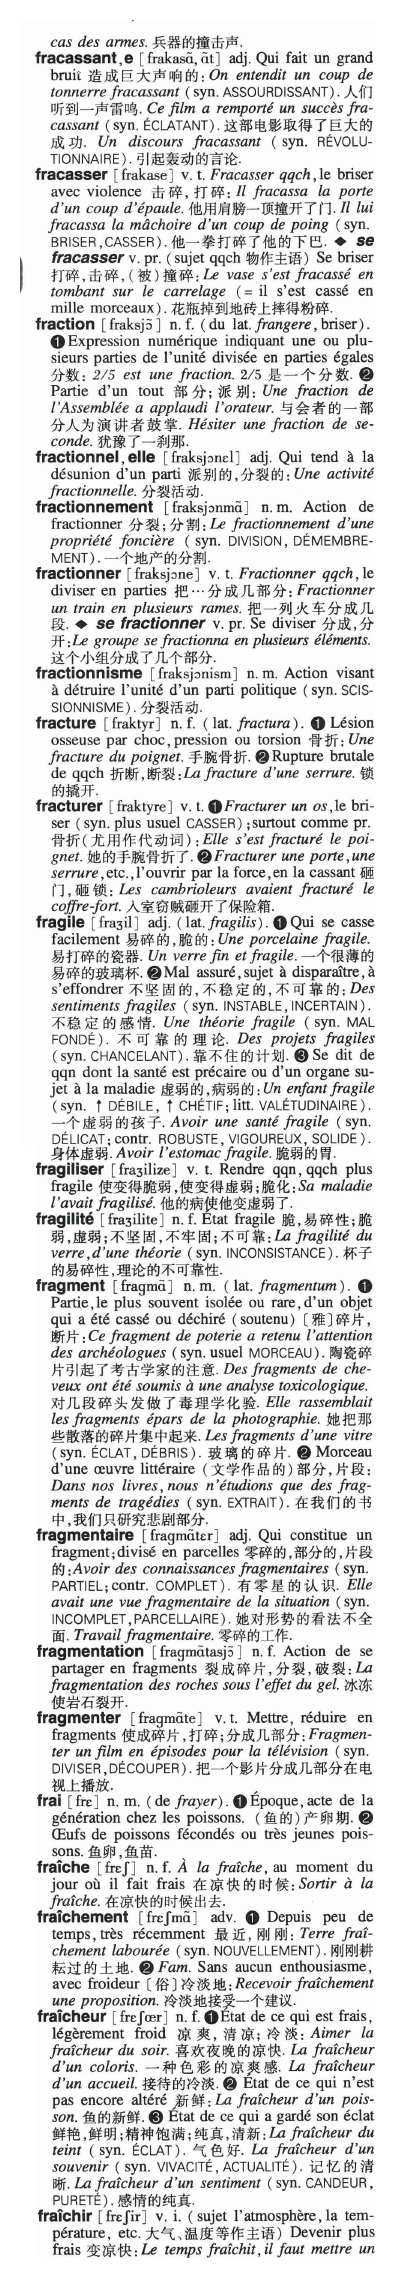 cas des armes. 兵器的撞击声.
fracassant,e [frakasɑ̃, ɑ̃t] adj. Qui fait un grand
bruit 造成巨大声响的: On entendit un coup de
tonnerre fracassant (syn. ASSOURDISSANT). 人们
听到一声雷鸣. Ce film a remporté un succès fra-
cassant (syn. ÉCLATANT). 这部电影取得了巨大的
成功. Un discours fracassant (syn. RÉVOLU-
TIONNAIRE). 引起轰动的言论.
fracasser [frakase] v. t. Fracasser qqch, le briser
avec violence 击碎, 打碎: Il fracassa la porte
d'un coup d'épaule. 他用肩膀一顶撞开了门. Il lui
fracassa la mâchoire d'un coup de poing (syn.
BRISER, CASSER). 他一拳打碎了他的下巴. ◆ se
fracasser v. pr. (sujet qqch 物作主语) Se briser
打碎, 击碎, (被)撞碎: Le vase s'est fracassé en
tombant sur le carrelage (= il s'est cassé en
mille morceaux). 花瓶掉到地砖上摔得粉碎.
fraction [fraksjɔ̃] n. f. (du lat. frangere, briser).
❶ Expression numérique indiquant une ou plu-
sieurs parties de l'unité divisée en parties égales
分数: 2/5 est une fraction. 2/5 是一个分数. ❷
Partie d'un tout 部分; 派别: Une fraction de
l'Assemblée a applaudi l'orateur. 与会者的一部
分人为演讲者鼓掌. Hésiter une fraction de se-
conde. 犹豫了一刹那.
fractionnel, elle [fraksjɔnɛl] adj. Qui tend à la
désunion d'un parti 派别的, 分裂的: Une activité
fractionnelle. 分裂活动.
fractionnement [fraksjɔnmɑ̃] n. m. Action de
fractionner 分裂; 分割: Le fractionnement d'une
propriété foncière (syn. DIVISION, DÉMEMBRE-
MENT). 一个地产的分割.
fractionner [fraksjɔne] v. t. Fractionner qqch, le
diviser en parties 把⋯分成几部分: Fractionner
un train en plusieurs rames. 把一列火车分成几
段. ◆ se fractionner v. pr. Se diviser 分成, 分
开: Le groupe se fractionna en plusieurs éléments.
这个小组分成了几个部分.
fractionnisme [fraksjɔnism] n. m. Action visant
à détruire l'unité d'un parti politique (syn. SCIS-
SIONNISME). 分裂活动.
fracture [fraktyr] n. f. (lat. fractura). ❶ Lésion
osseuse par choc, pression ou torsion 骨折: Une
fracture du poignet. 手腕骨折. ❷ Rupture brutale
de qqch 折断, 断裂: La fracture d'une serrure. 锁
的撬开.
fracturer [fraktyre] v. t. ❶ Fracturer un os, le bri-
ser (syn. plus usuel CASSER); surtout comme pr.
骨折(尤用作代动词): Elle s'est fracturé le poi-
gnet. 她的手腕骨折了. ❷ Fracturer une porte, une
serrure, etc., l'ouvrir par la force, en la cassant 砸
门, 砸锁: Les cambrioleurs avaient fracturé le
coffre-fort. 入室窃贼砸开了保险箱.
fragile [fraʒil] adj. (lat. fragilis). ❶ Qui se casse
facilement 易碎的, 脆的: Une porcelaine fragile.
易打碎的瓷器. Un verre fin et fragile. 一个很薄的
易碎的玻璃杯. ❷ Mal assuré, sujet à disparaître, à
s'effondrer 不坚固的, 不稳定的, 不可靠的: Des
sentiments fragiles (syn. INSTABLE, INCERTAIN).
不稳定的感情. Une théorie fragile (syn. MAL
FONDÉ). 不可靠的理论. Des projets fragiles
(syn. CHANCELANT). 靠不住的计划. ❸ Se dit de
qqn dont la santé est précaire ou d'un organe su-
jet à la maladie 虚弱的, 病弱的: Un enfant fragile
(syn. ↑ DÉBILE, ↑ CHÉTIF; litt. VALÉTUDINAIRE).
一个虚弱的孩子. Avoir une santé fragile (syn.
DÉLICAT; contr. ROBUSTE, VIGOUREUX, SOLIDE).
身体虚弱. Avoir l'estomac fragile. 脆弱的胃.
fragiliser [fraʒilize] v. t. Rendre qqn, qqch plus
fragile 使变得脆弱, 使变得虚弱; 脆化: Sa maladie
l'avait fragilisé. 他的病使他变虚弱了.
fragilité [fraʒilite] n. f. État fragile 脆, 易碎性; 脆
弱, 虚弱; 不坚固, 不牢固; 不可靠: La fragilité du
verre, d'une théorie (syn. INCONSISTANCE). 杯子
的易碎性, 理论的不可靠性.
fragment [fragmɑ̃] n. m. (lat. fragmentum). ❶
Partie, le plus souvent isolée ou rare, d'un objet
qui a été cassé ou déchiré (soutenu) 〔雅〕碎片,
断片: Ce fragment de poterie a retenu l'attention
des archéologues (syn. usuel MORCEAU). 陶瓷碎
片引起了考古学家的注意. Des fragments de che-
veux ont été soumis à une analyse toxicologique.
对几段碎头发做了毒理学化验. Elle rassemblait
les fragments épars de la photographie. 她把那
些散落的碎片集中起来. Les fragments d'une vitre
(syn. ÉCLAT, DÉBRIS). 玻璃的碎片. ❷ Morceau
d'une œuvre littéraire (文学作品的)部分, 片段:
Dans nos livres, nous n'étudions que des frag-
ments de tragédies (syn. EXTRAIT). 在我们的书
中, 我们只研究悲剧部分.
fragmentaire [fragmɑ̃tɛr] adj. Qui constitue un
fragment; divisé en parcelles 零碎的, 部分的, 片段
的: Avoir des connaissances fragmentaires (syn.
PARTIEL; contr. COMPLET). 有零星的认识. Elle
avait une vue fragmentaire de la situation (syn.
INCOMPLET, PARCELLAIRE). 她对形势的看法不全
面. Travail fragmentaire. 零碎的工作.
fragmentation [fragmɑ̃tasjɔ̃] n. f. Action de se
partager en fragments 裂成碎片, 分裂, 破裂: La
fragmentation des roches sous l'effet du gel. 冰冻
使岩石裂开.
fragmenter [fragmɑ̃te] v. t. Mettre, réduire en
fragments 使成碎片, 打碎; 分成几部分: Fragmen-
ter un film en épisodes pour la télévision (syn.
DIVISER, DÉCOUPER). 把一个影片分成几部分在电
视上播放.
frai [frɛ] n. m. (de frayer). ❶ Époque, acte de la
génération chez les poissons. (鱼的)产卵期. ❷
Œufs de poissons fécondés ou très jeunes pois-
sons. 鱼卵, 鱼苗.
fraîche [frɛʃ] n. f. À la fraîche, au moment du
jour où il fait frais 在凉快的时候: Sortir à la
fraîche. 在凉快的时候出去.
fraîchement [frɛʃmɑ̃] adv. ❶ Depuis peu de
temps, très récemment 最近, 刚刚: Terre fraî-
chement labourée (syn. NOUVELLEMENT). 刚刚耕
耘过的土地. ❷ Fam. Sans aucun enthousiasme,
avec froideur〔俗〕冷淡地: Recevoir fraîchement
une proposition. 冷淡地接受一个建议.
fraîcheur [frɛʃœr] n. f. ❶ État de ce qui est frais,
légèrement froid 凉爽, 清凉; 冷淡: Aimer la
fraîcheur du soir. 喜欢夜晚的凉快. La fraîcheur
d'un coloris. 一种色彩的凉爽感. La fraîcheur
d'un accueil. 接待的冷淡. ❷ État de ce qui n'est
pas encore altéré 新鲜: La fraîcheur d'un pois-
son. 鱼的新鲜. ❸ État de ce qui a gardé son éclat
鲜艳, 鲜明; 精神饱满; 纯真, 清新: La fraîcheur du
teint (syn. ÉCLAT). 气色好. La fraîcheur d'un
souvenir (syn. VIVACITÉ, ACTUALITÉ). 记忆的清
晰. La fraîcheur d'un sentiment (syn. CANDEUR,
PURETÉ). 感情的纯真.
fraîchir [frɛʃir] v. i. (sujet l'atmosphère, la tem-
pérature, etc. 大气、温度等作主语) Devenir plus
frais 变凉快: Le temps fraîchit, il faut mettre un